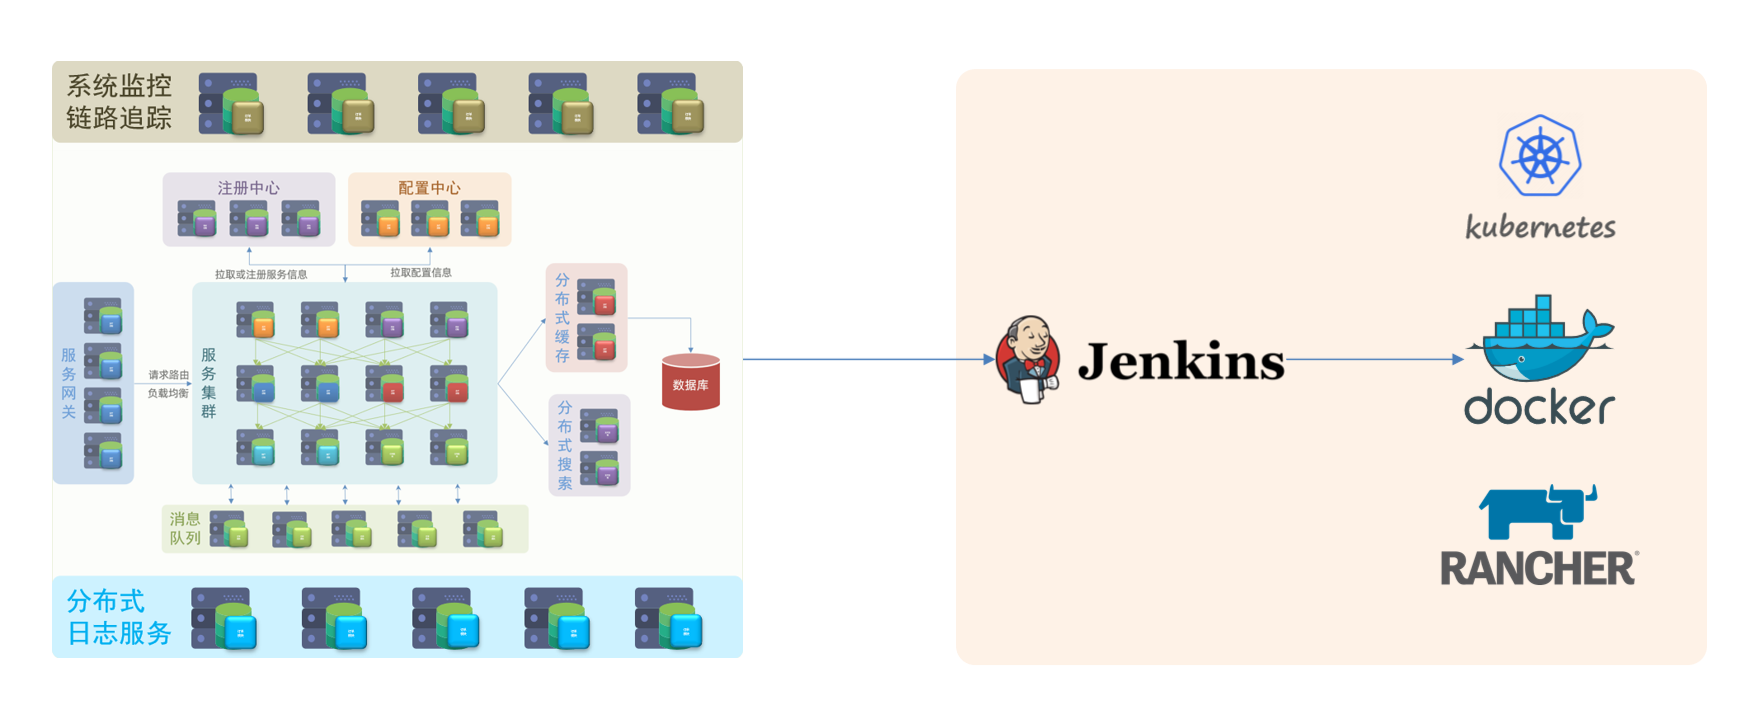 系统监控
链路追踪
注册中心
配置中心
拉取或注册服务信息
拉取配置信息
服务网关
请求路由
负载均衡
服务集群
分布式缓存
分布式搜索
数据库
消息
队列
分布式
日志服务
Jenkins
kubernetes
docker
RANCHER®